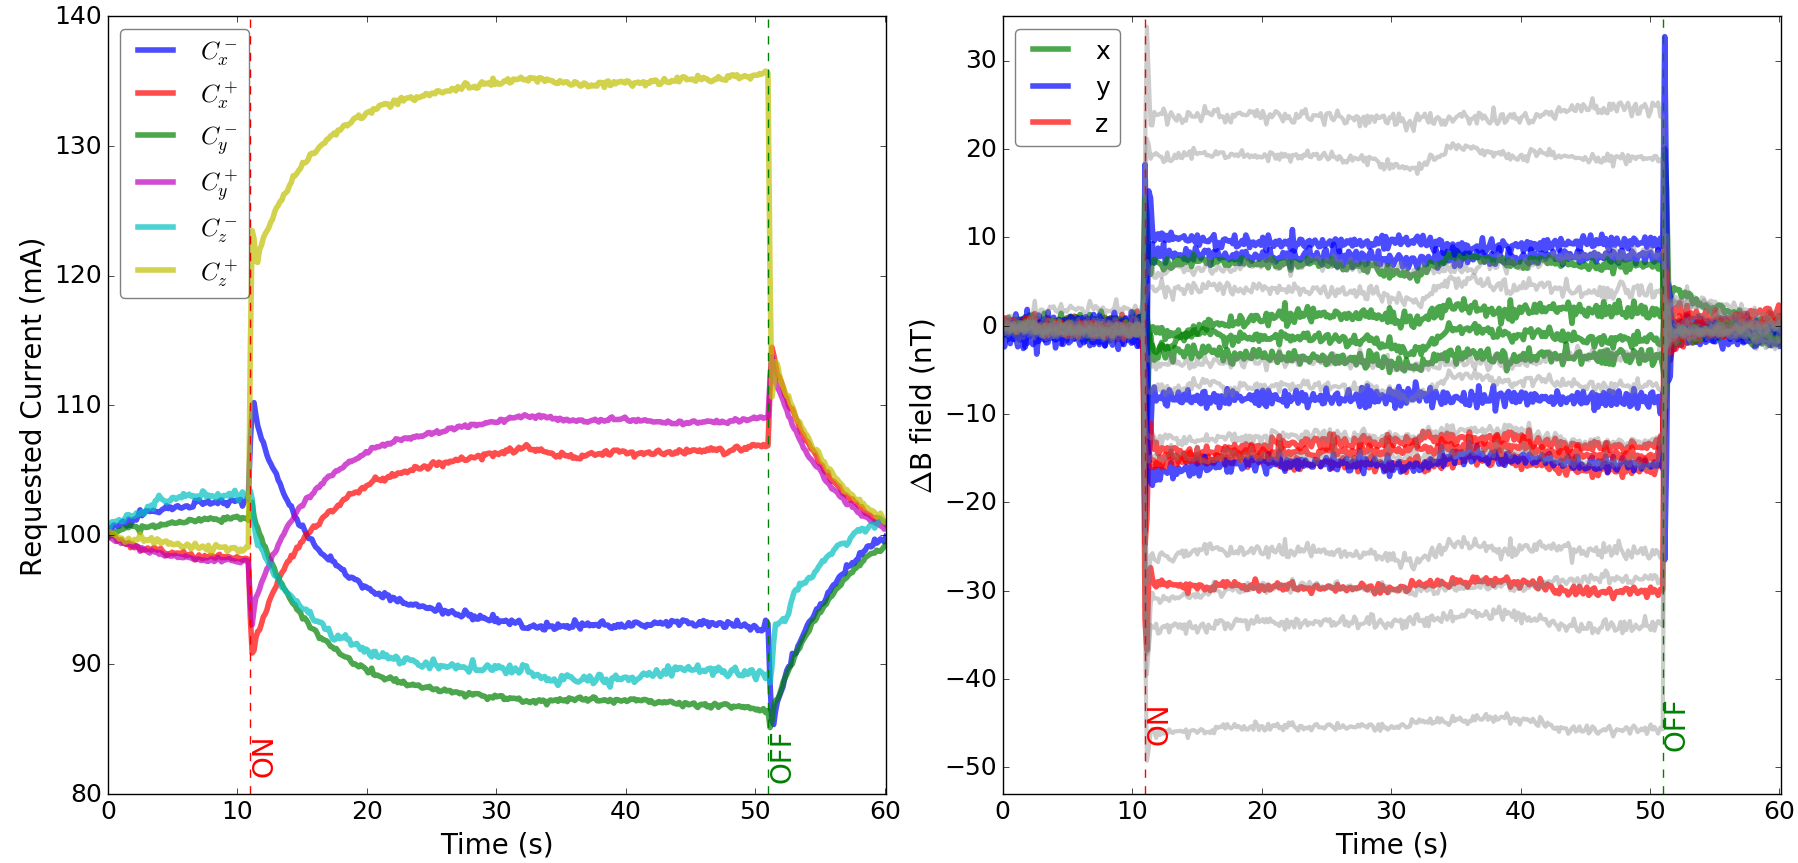 140
130
120
110
100
90
80
Requested Current (mA)
C_x^-
C_x^+
C_y^-
C_y^+
C_z^-
C_z^+
ON
OFF
0 10 20 30 40 50 60
Time (s)
30
20
10
0
−10
−20
−30
−40
−50
ΔB field (nT)
x
y
z
ON
OFF
0 10 20 30 40 50 60
Time (s)